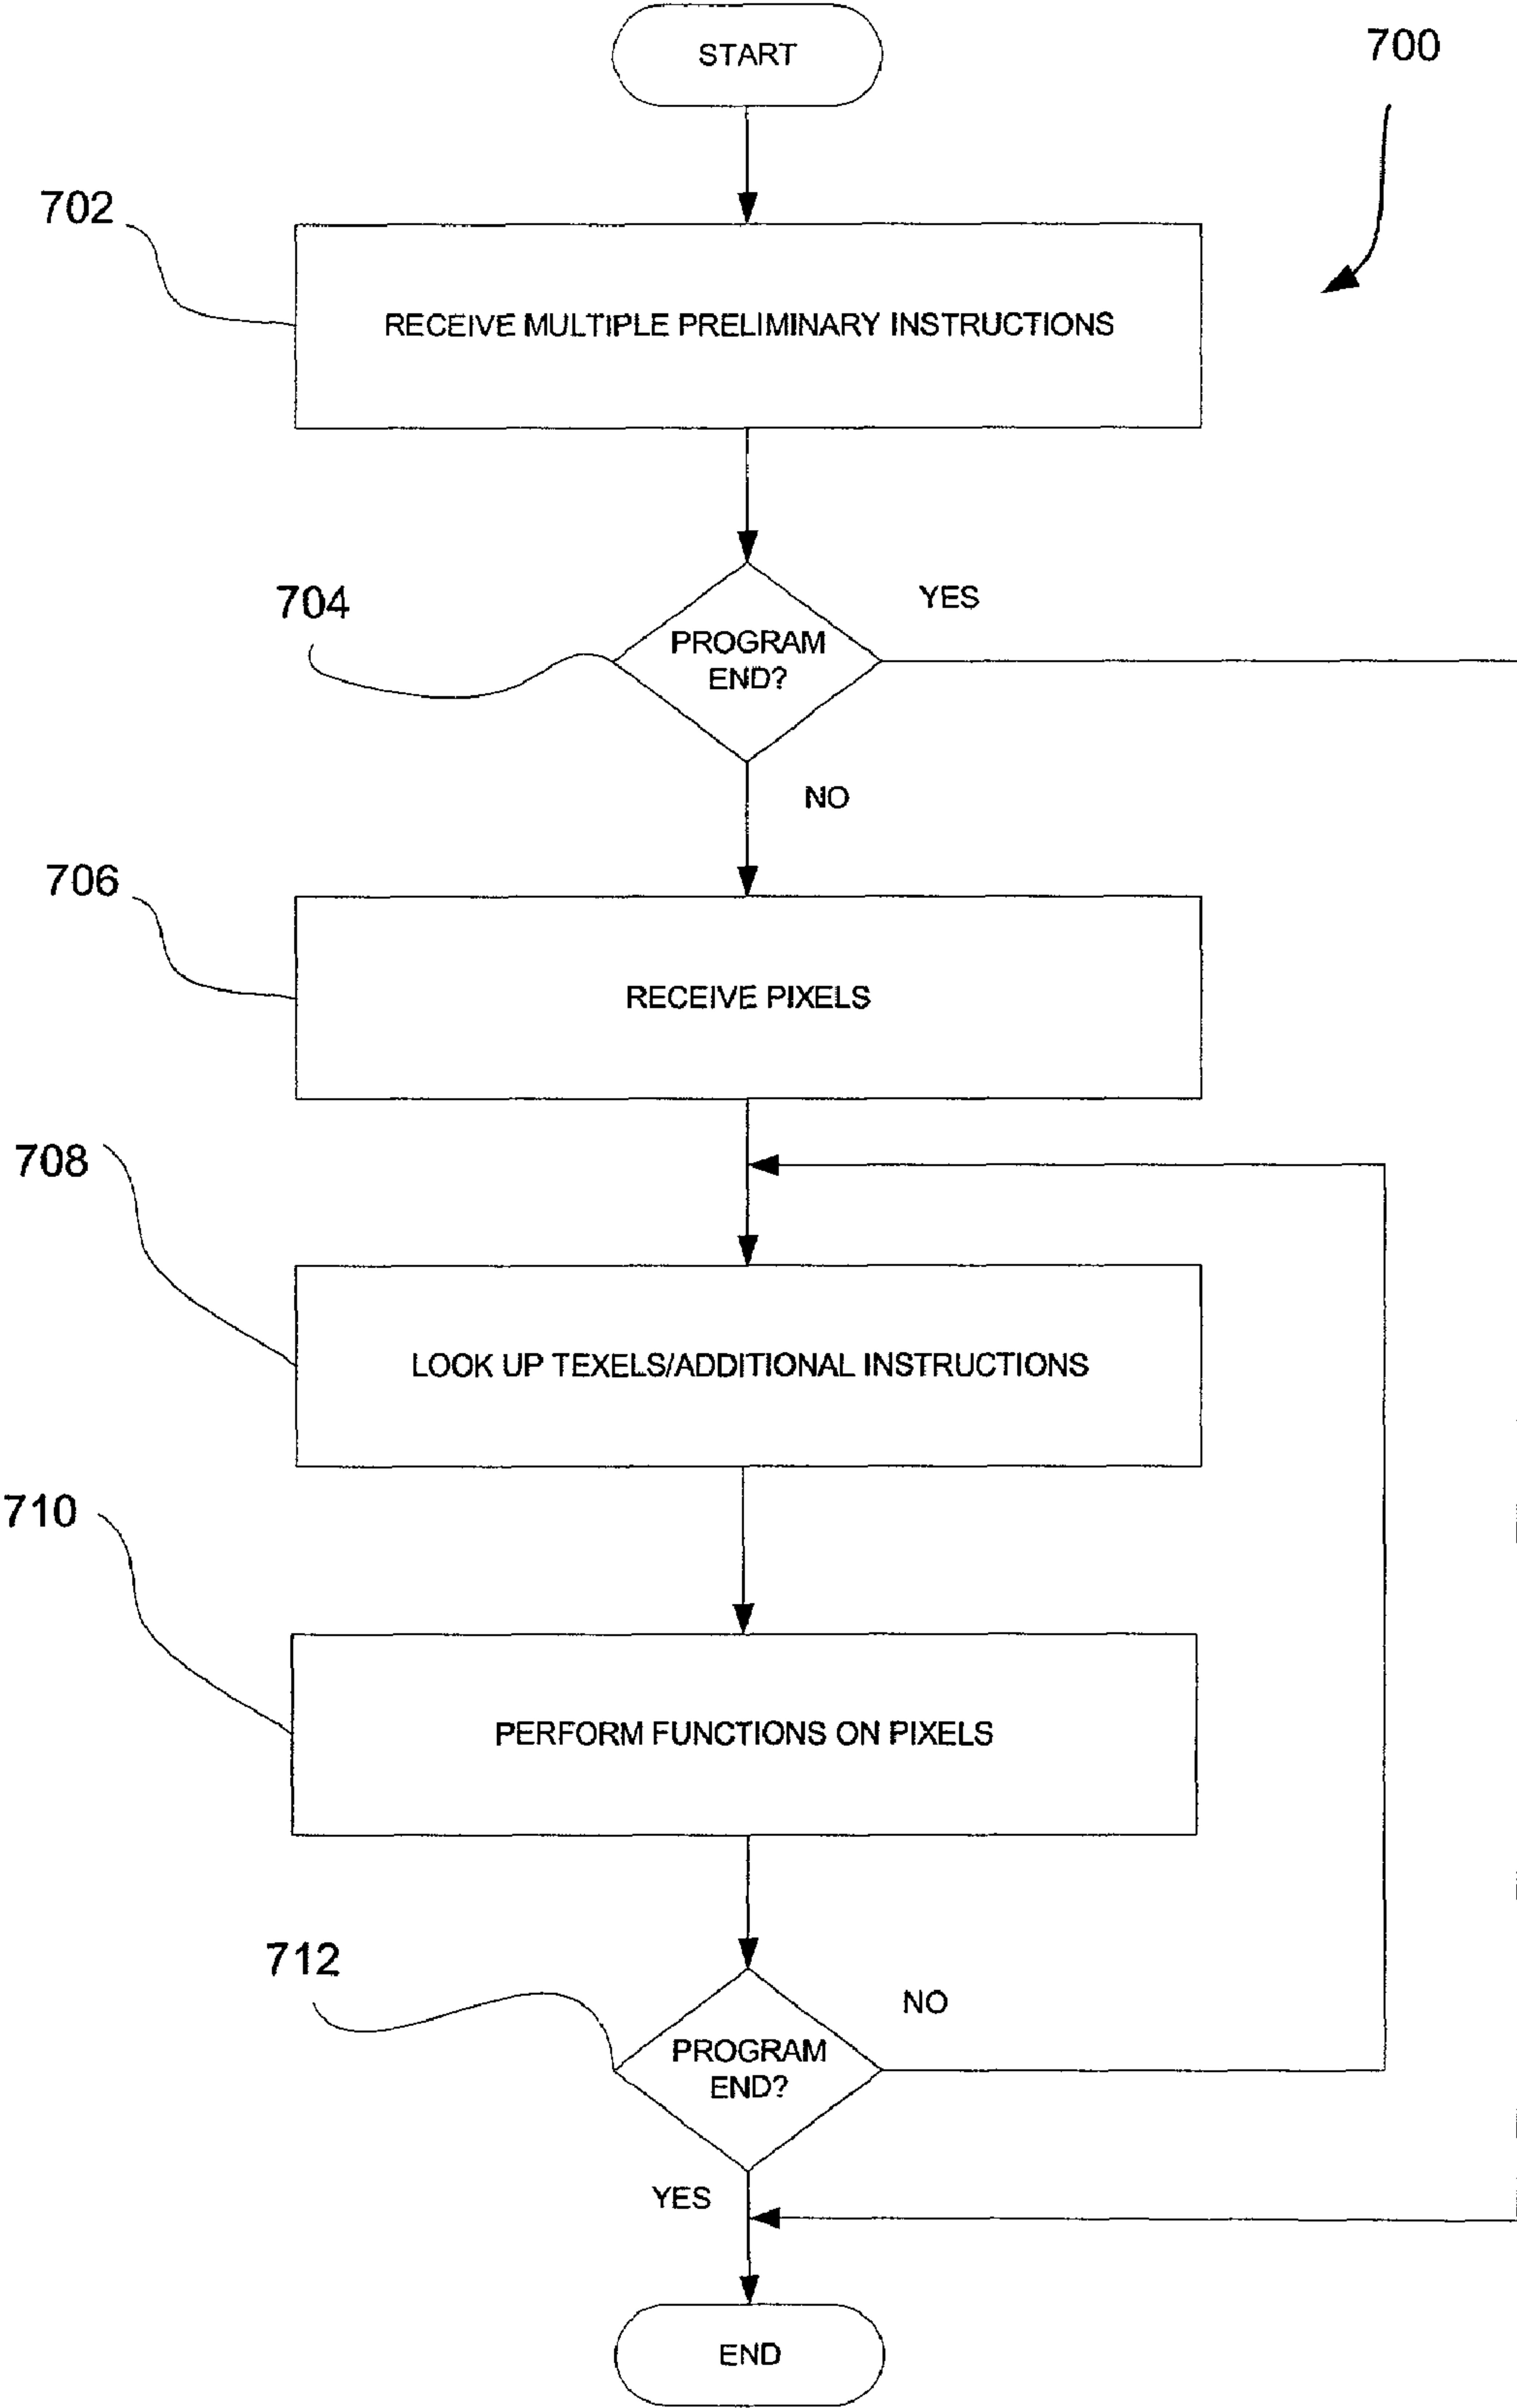 START
700
702
RECEIVE MULTIPLE PRELIMINARY INSTRUCTIONS
704
PROGRAM
END?
YES
NO
706
RECEIVE PIXELS
708
LOOK UP TEXELS/ADDITIONAL INSTRUCTIONS
710
PERFORM FUNCTIONS ON PIXELS
712
PROGRAM
END?
NO
YES
END